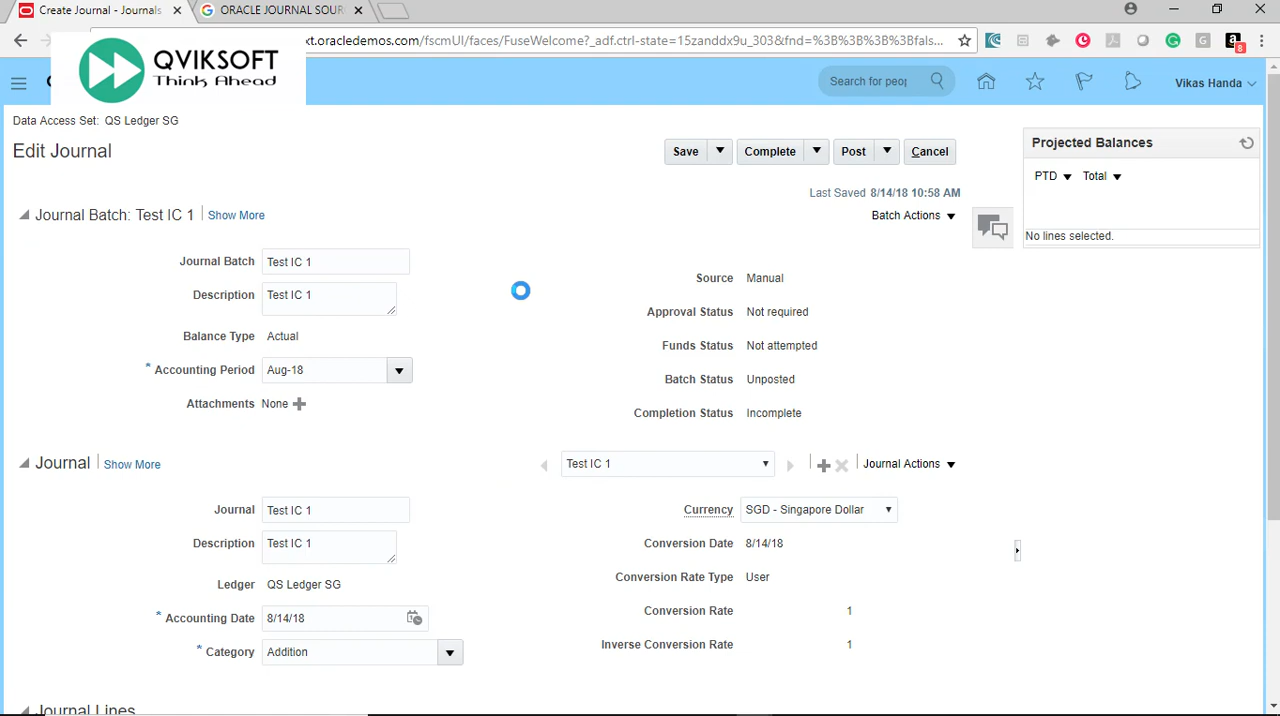 Create Journal - Journals
ORACLE JOURNAL SOUR
xt.oracledemos.com/fscmUI/faces/FuseWelcome?_adf.ctrl-state=15zanddx9u_303&fnd=%3B%3B%3B%3Bfals...
8
QVIKSOFT
Think Ahead
Search for peop
Vikas Handa
Data Access Set: QS Ledger SG
Edit Journal
Save
Complete
Post
Cancel
Projected Balances
PTD
Total
No lines selected.
Last Saved 8/14/18 10:58 AM
Journal Batch: Test IC 1
Show More
Batch Actions
Journal Batch Test IC 1
Description Test IC 1
Balance Type Actual
* Accounting Period Aug-18
Attachments None
Source Manual
Approval Status Not required
Funds Status Not attempted
Batch Status Unposted
Completion Status Incomplete
Journal
Show More
Test IC 1
Journal Actions
Journal Test IC 1
Description Test IC 1
Ledger QS Ledger SG
* Accounting Date 8/14/18
* Category Addition
Currency SGD - Singapore Dollar
Conversion Date 8/14/18
Conversion Rate Type User
Conversion Rate 1
Inverse Conversion Rate 1
Journal Lines